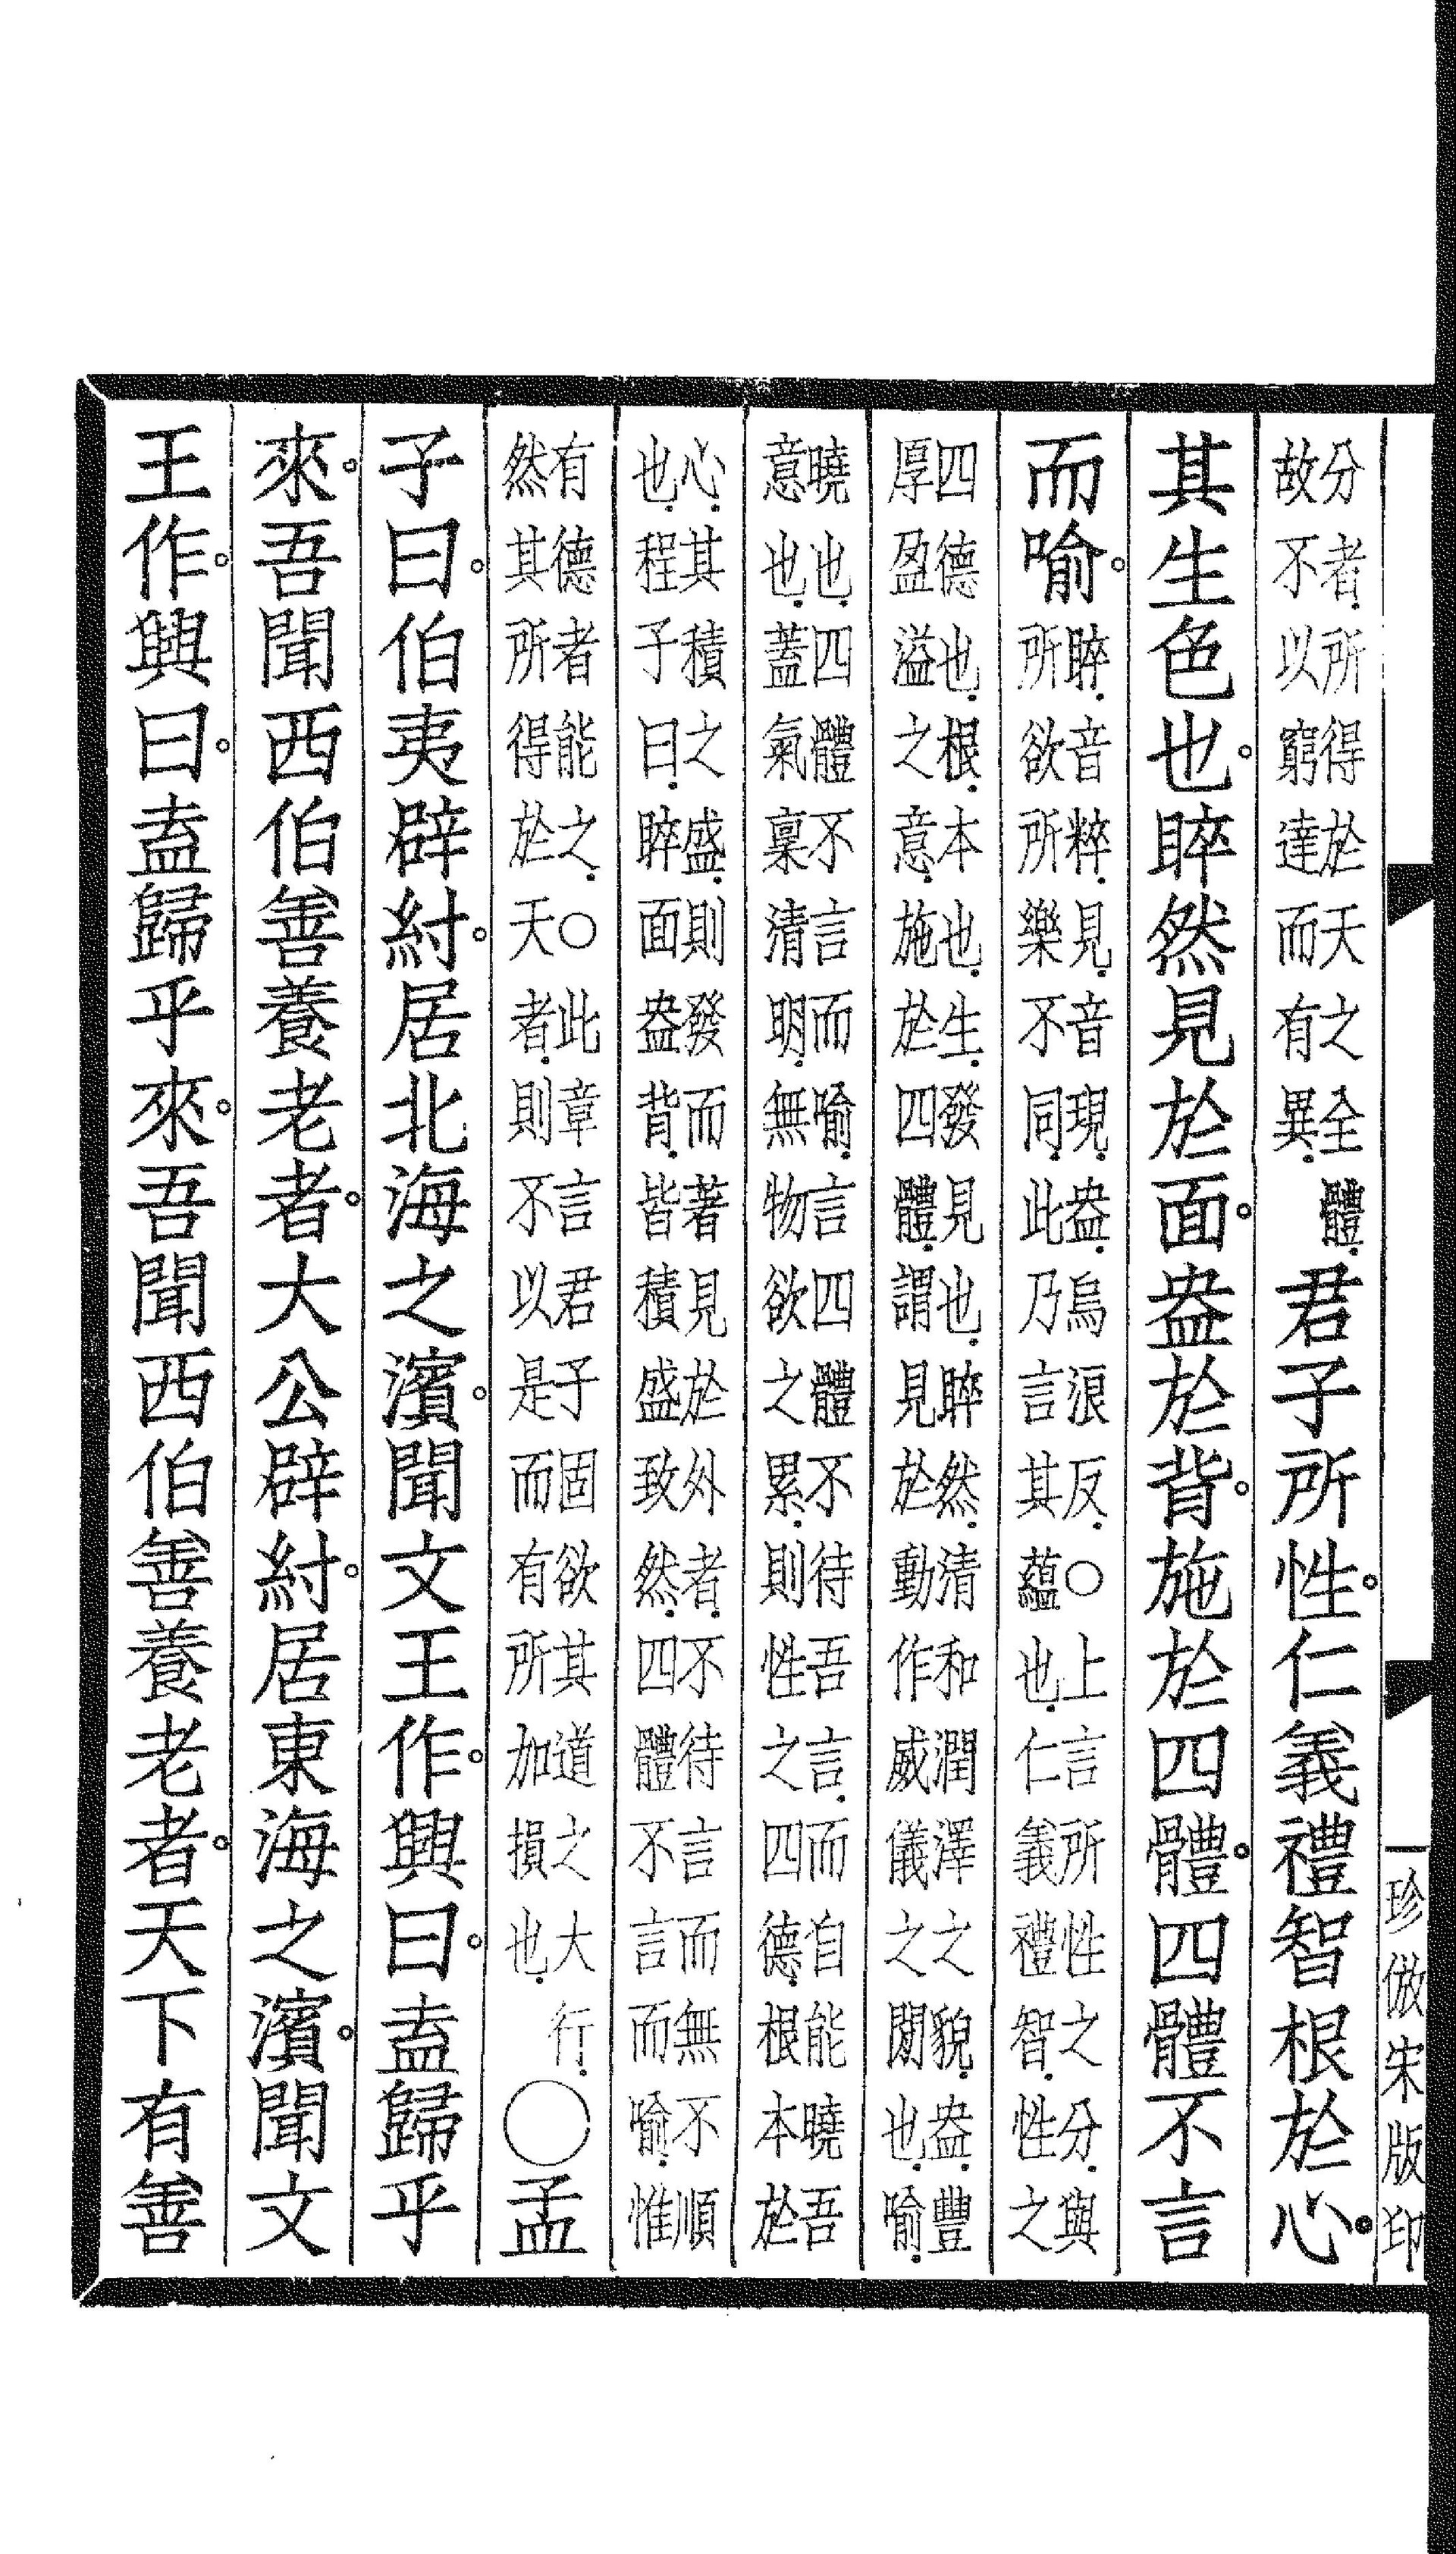 珍倣宋版印
分者．所得於天之全體．故不以窮達而有異．君子所性。仁義禮智根於心。
其生色也。睟然見於面。盎於背。施於四體。四體不言
而喻。睟．音粹．見．音現．盎．烏浪反．○上言所性之分．與所欲所樂不同．此乃言其蘊也．仁義禮智．性之
四德也．根．本也．生．發見也．睟然．清和潤澤之貌．盎．豐厚盈溢之意．施於四體．謂見於動作威儀之閒也．喻．
曉也．四體不言而喻．言四體不待吾言．而自能曉吾意也．蓋氣稟清明．無物欲之累．則性之四德．根本於
心．其積之盛．則發而著見於外者．不待言而無不順也．程子曰．睟面盎背．皆積盛致然．四體不言而喻．惟
有德者能之．○此章言君子固欲其道之大行．然其所得於天者．則不以是而有所加損也．○孟
子曰。伯夷辟紂。居北海之濱。聞文王作。興曰。盍歸乎
來。吾聞西伯善養老者。大公辟紂。居東海之濱。聞文
王作。興曰。盍歸乎來。吾聞西伯善養老者。天下有善